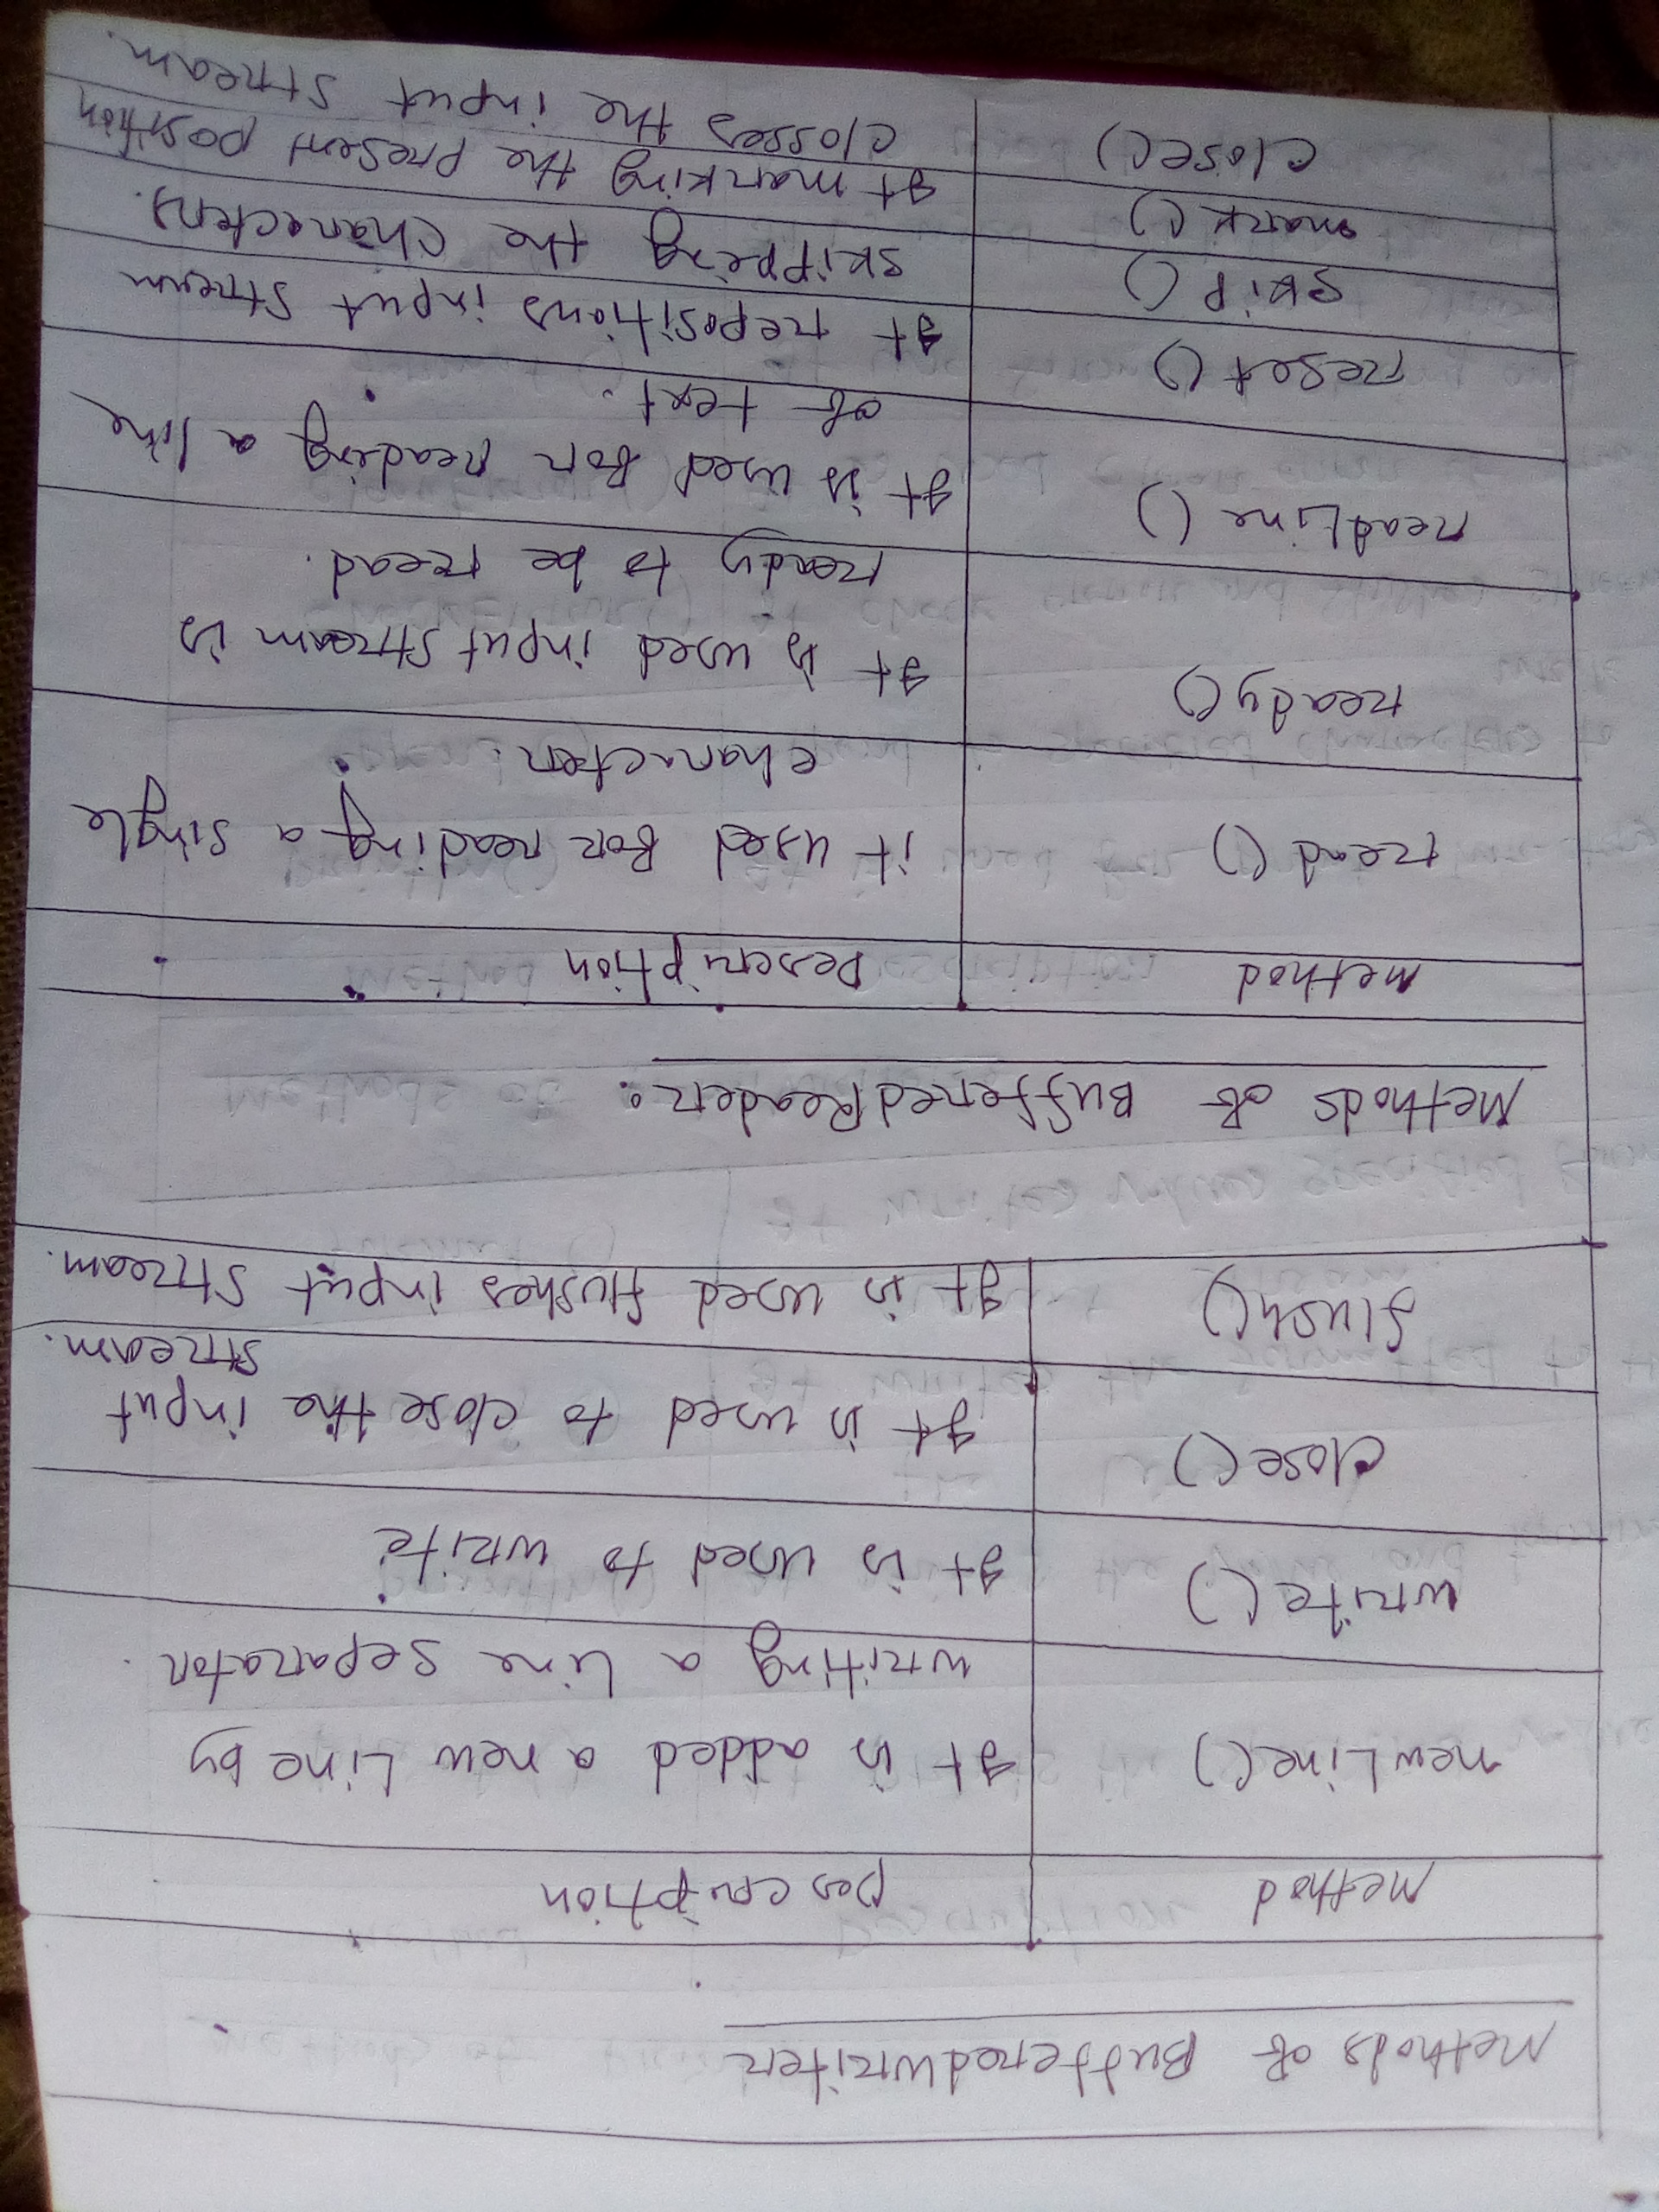 Methods of BufferedWriter
Method Description
newLine() It is added a new Line by
writing a line separator.
write() It is used to write
close() It is used to close the input
stream.
flush() It is used flushes input stream.
Methods of BufferedReader:
Method Description
read() it used for reading a single
character.
ready() It is used input stream is
ready to be reead.
readLine() It is used for reading a line
of text.
reset() It repositions input stream
skip() skipping the characters.
mark() It marking the present position
close() closses the input stream.